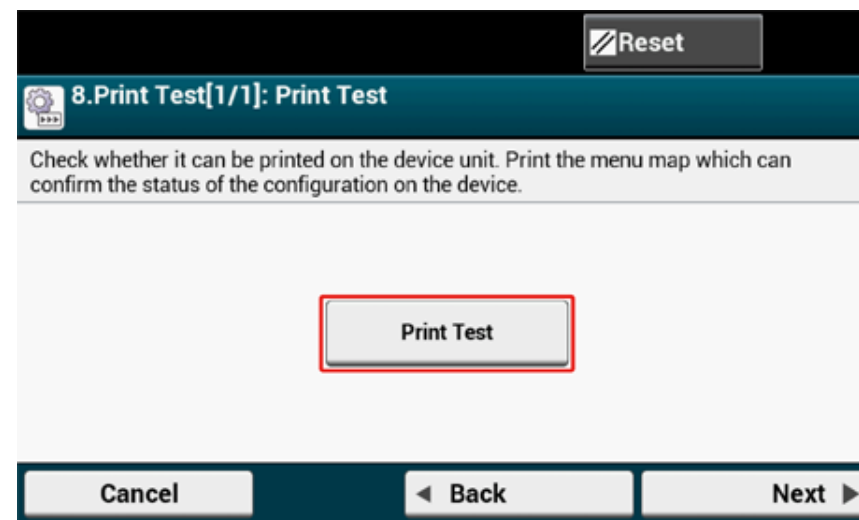 Reset
8.Print Test[1/1]: Print Test
Check whether it can be printed on the device unit. Print the menu map which can
confirm the status of the configuration on the device.
Print Test
Cancel
Back
Next